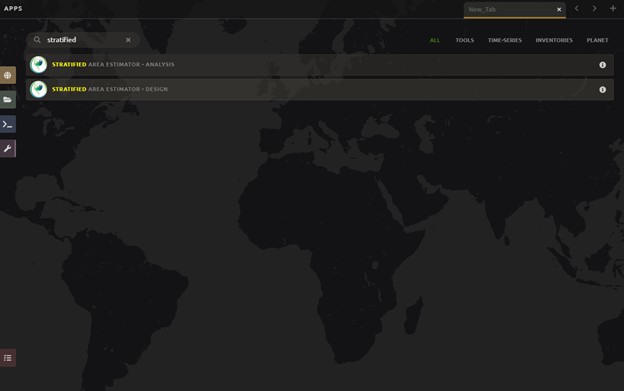 APPS
New_Tab
stratified
ALL TOOLS TIME-SERIES INVENTORIES PLANET
STRATIFIED AREA ESTIMATOR - ANALYSIS
STRATIFIED AREA ESTIMATOR - DESIGN